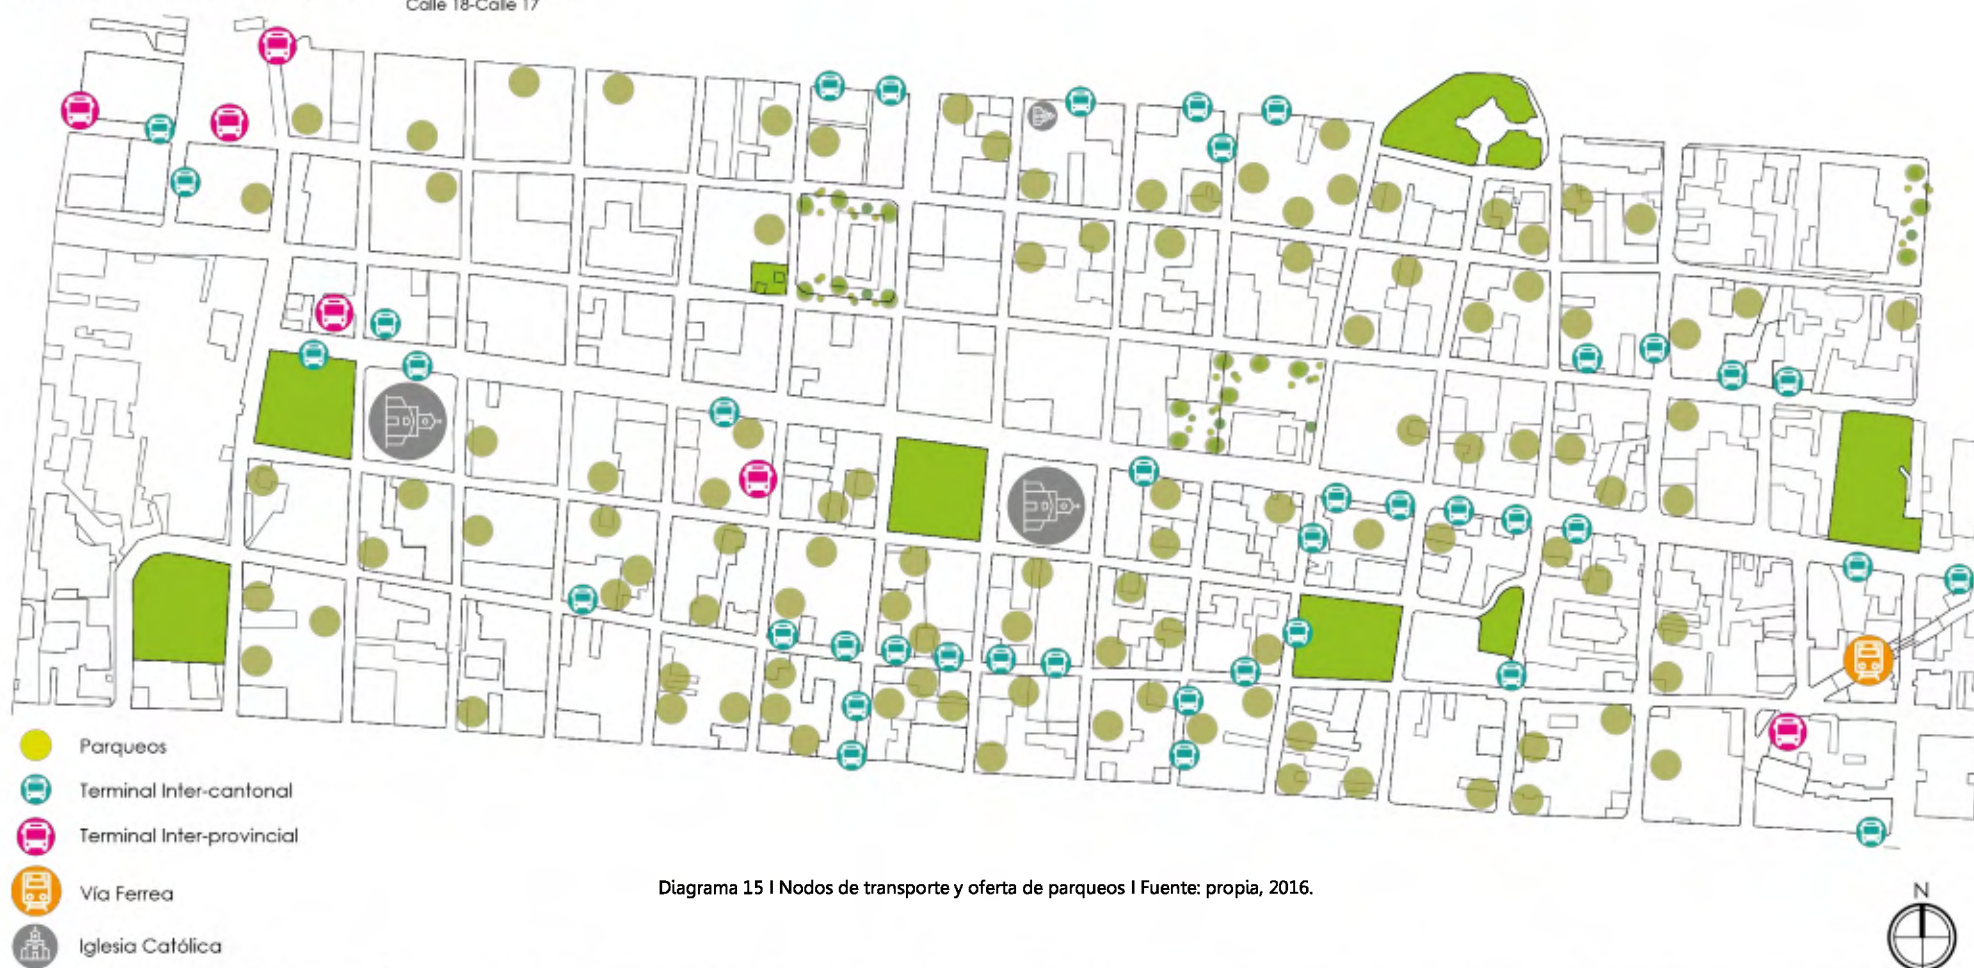 Calle 18-Calle 17
Parqueos
Terminal Inter-cantonal
Terminal Inter-provincial
Vía Ferrea
Iglesia Católica
Diagrama 15 I Nodos de transporte y oferta de parqueos I Fuente: propia, 2016.
N